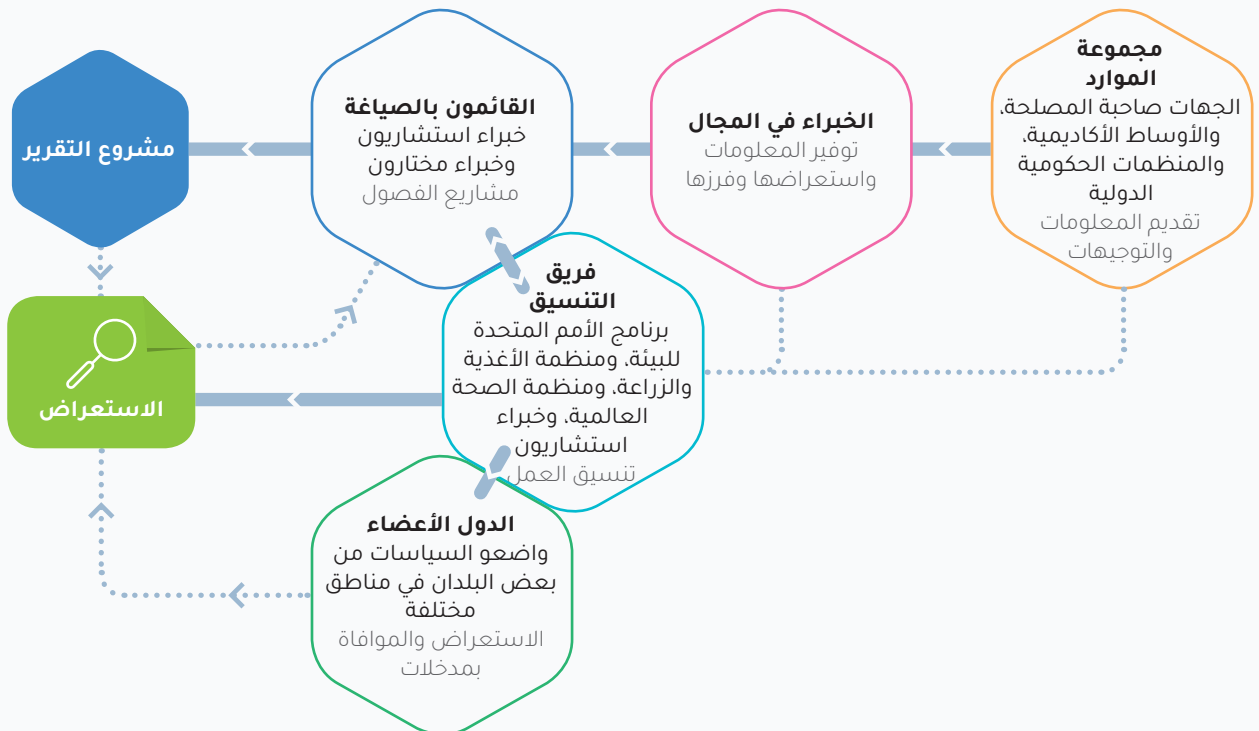 مجموعة
الموارد
الجهات صاحبة المصلحة،
والأوساط الأكاديمية،
والمنظمات الحكومية
الدولية
تقديم المعلومات
والتوجيهات
الخبراء في المجال
توفير المعلومات
واستعراضها وفرزها
القائمون بالصياغة
خبراء استشاريون
وخبراء مختارون
مشاريع الفصول
مشروع التقرير
فريق
التنسيق
برنامج الأمم المتحدة
للبيئة، ومنظمة الأغذية
والزراعة، ومنظمة الصحة
العالمية، وخبراء
استشاريون
تنسيق العمل
الاستعراض
الدول الأعضاء
واضعو السياسات من
بعض البلدان في مناطق
مختلفة
الاستعراض والموافاة
بمدخلات